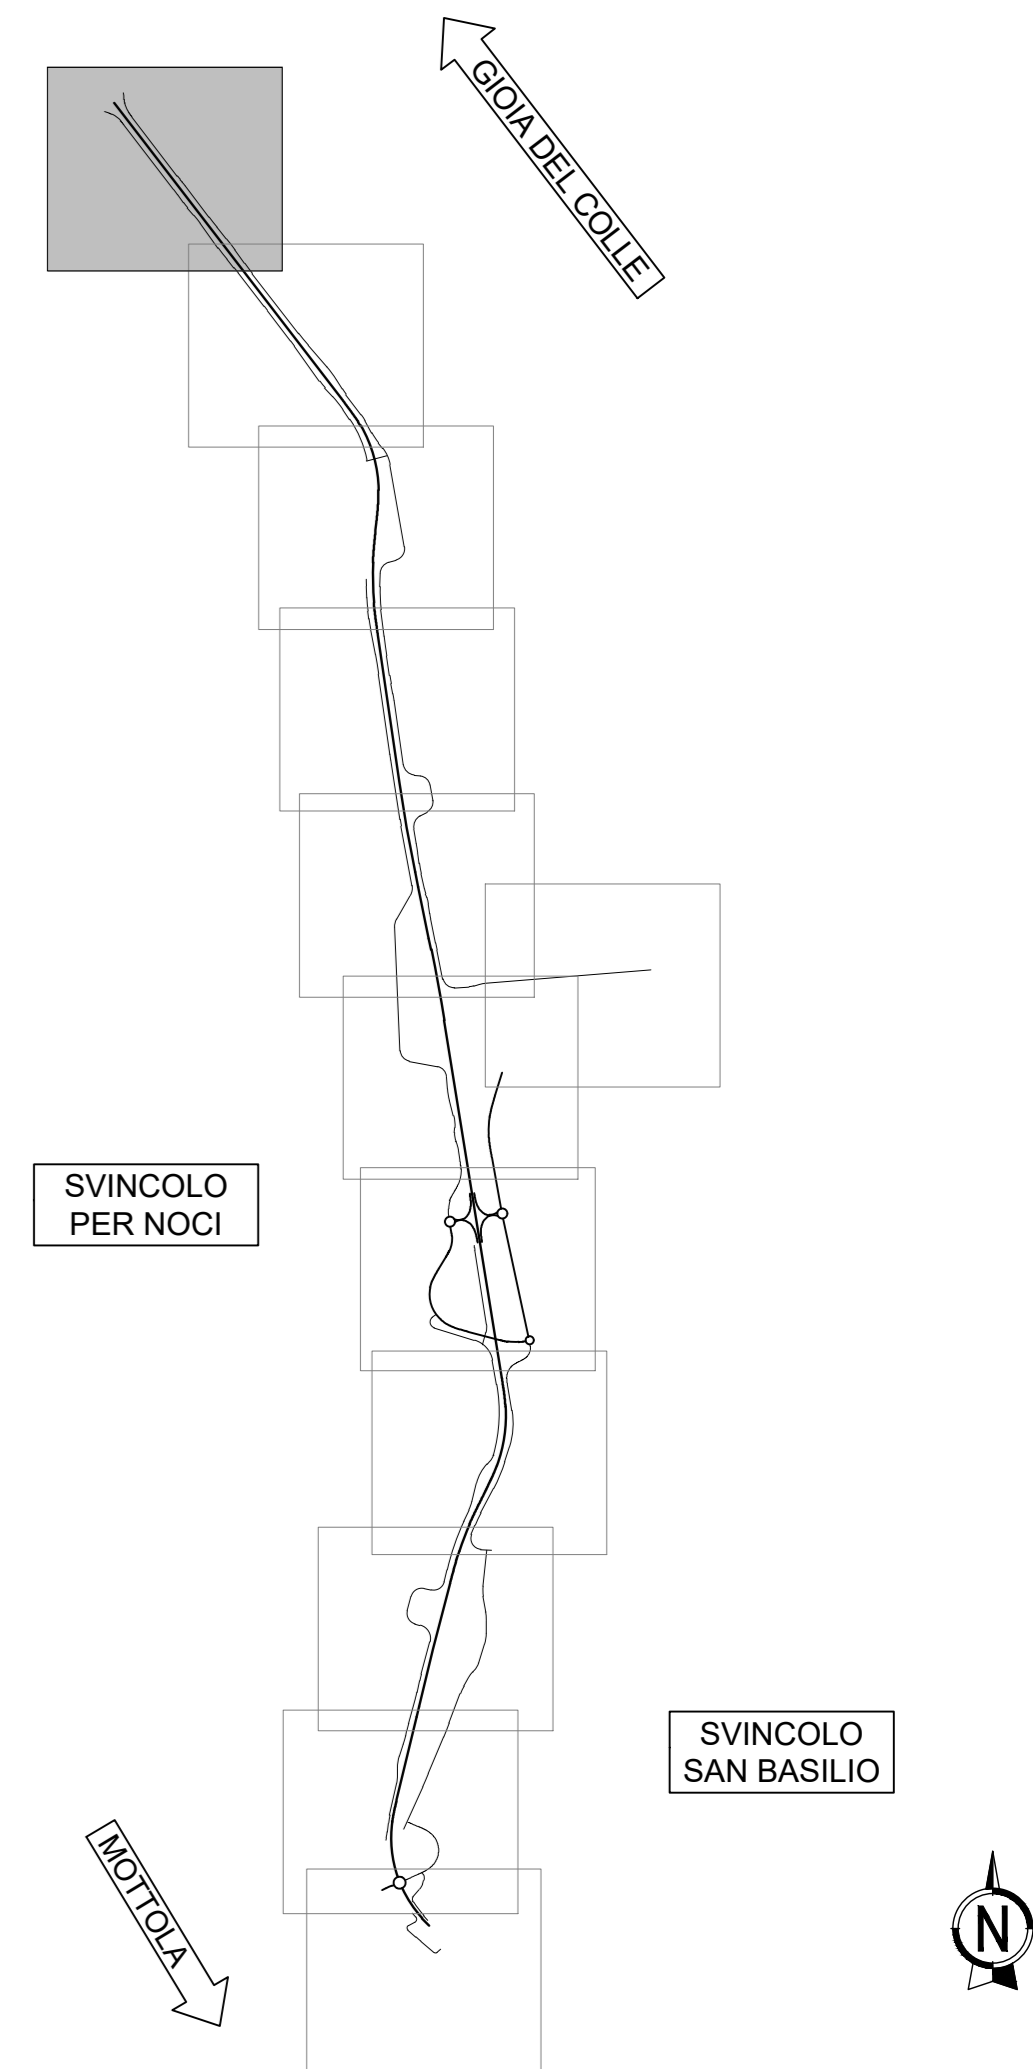 GIOIA DEL COLLE
SVINCOLO
PER NOCI
SVINCOLO
SAN BASILIO
MOTTOLA
N